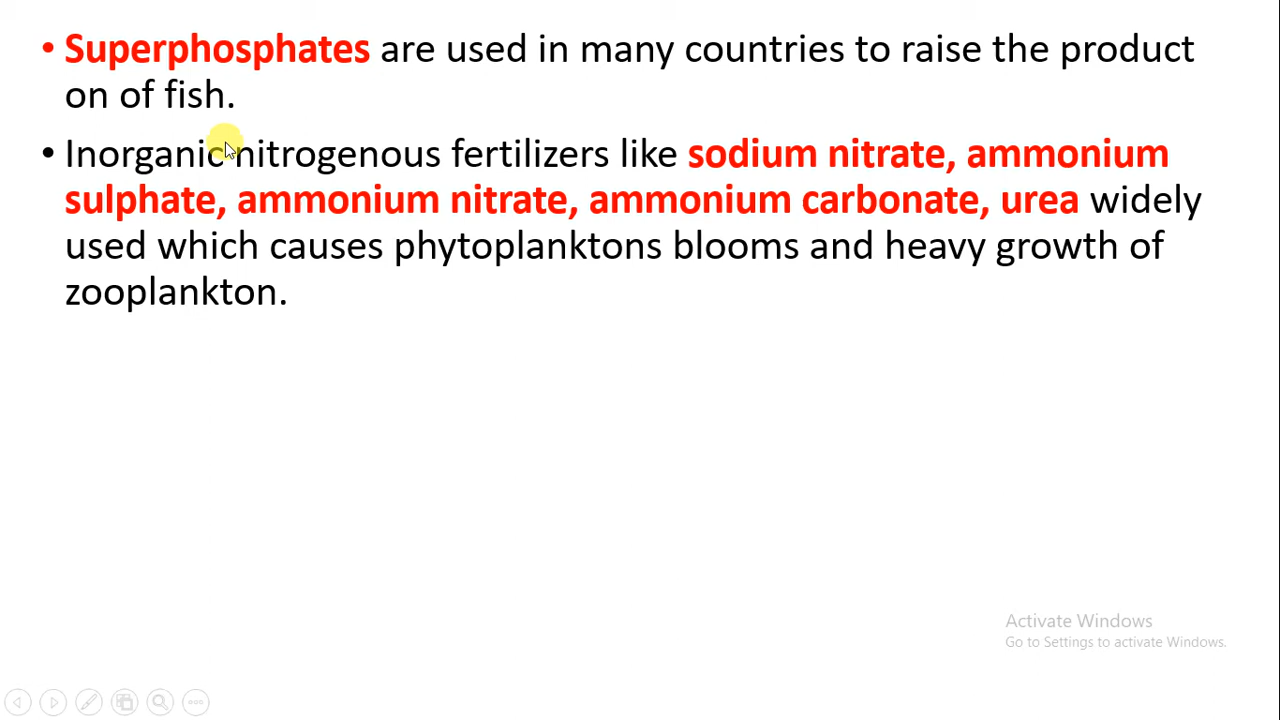 • Superphosphates are used in many countries to raise the product
on of fish.
• Inorganic nitrogenous fertilizers like sodium nitrate, ammonium
sulphate, ammonium nitrate, ammonium carbonate, urea widely
used which causes phytoplanktons blooms and heavy growth of
zooplankton.
Activate Windows
Go to Settings to activate Windows.